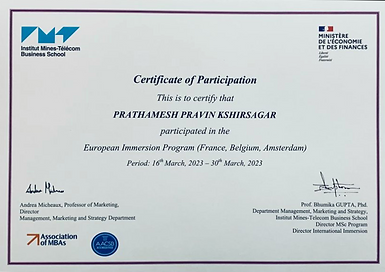 Institut Mines-Télécom
Business School
MINISTÈRE
DE L'ÉCONOMIE
ET DES FINANCES
Liberté
Égalité
Fraternité
Certificate of Participation
This is to certify that
PRATHAMESH PRAVIN KSHIRSAGAR
participated in the
European Immersion Program (France, Belgium, Amsterdam)
Period: 16th March, 2023 – 30th March, 2023
Andrea Micheaux, Professor of Marketing,
Director
Management, Marketing and Strategy Department
Prof. Bhumika GUPTA, Phd.
Department Management, Marketing and Strategy,
Institut Mines-Telecom Business School
Director MSc Program
Director International Immersion
Association
of MBAs
AACSB